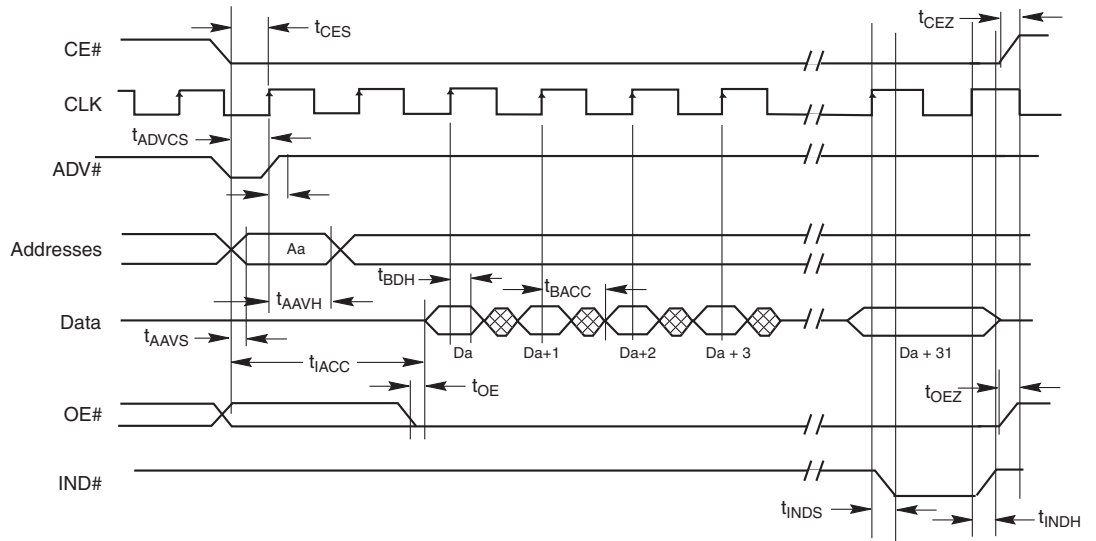 tCEZ
tCES
CE#
CLK
tADVCS
ADV#
Addresses
Aa
tBDH
tBACC
tAAVH
Data
tAAVS
Da
Da+1
Da+2
Da + 3
Da + 31
tIACC
tOE
tOEZ
OE#
IND#
tINDS
tINDH